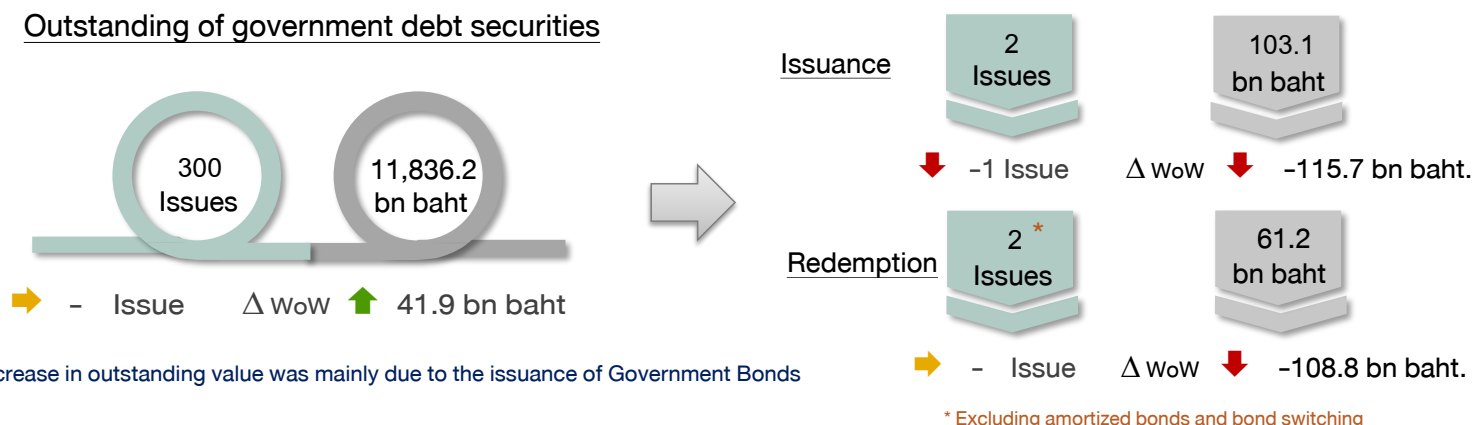 Outstanding of government debt securities
300
Issues
11,836.2
bn baht
- Issue Δ WoW 41.9 bn baht
crease in outstanding value was mainly due to the issuance of Government Bonds
Issuance
2
Issues
103.1
bn baht
-1 Issue Δ WoW -115.7 bn baht.
Redemption
2 *
Issues
61.2
bn baht
- Issue Δ WoW -108.8 bn baht.
* Excluding amortized bonds and bond switching